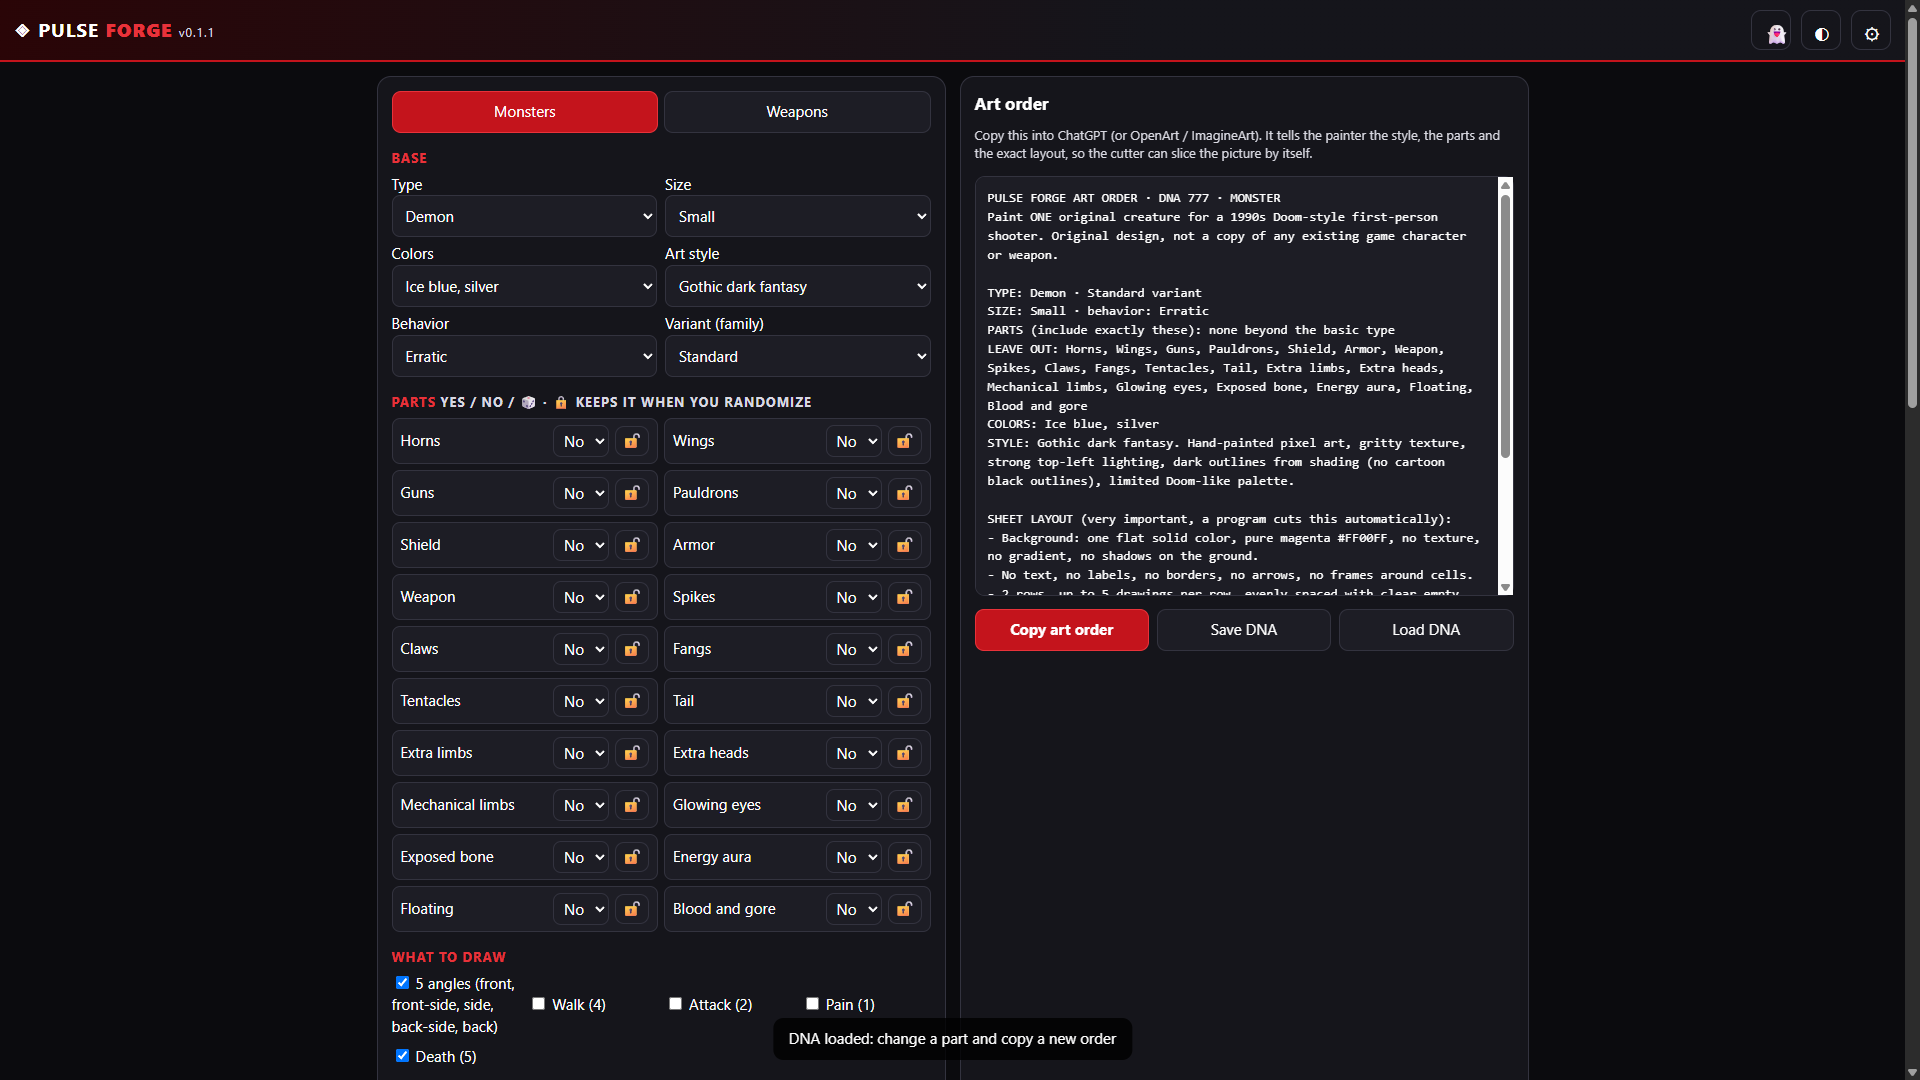 PULSE FORGE v0.1.1
Monsters
Weapons
BASE
Type
Size
Demon
Small
Colors
Art style
Ice blue, silver
Gothic dark fantasy
Behavior
Variant (family)
Erratic
Standard
PARTS YES / NO / 🎲 · 🔒 KEEPS IT WHEN YOU RANDOMIZE
Horns No
Wings No
Guns No
Pauldrons No
Shield No
Armor No
Weapon No
Spikes No
Claws No
Fangs No
Tentacles No
Tail No
Extra limbs No
Extra heads No
Mechanical limbs No
Glowing eyes No
Exposed bone No
Energy aura No
Floating No
Blood and gore No
WHAT TO DRAW
5 angles (front,
front-side, side,
back-side, back)
Walk (4)
Attack (2)
Pain (1)
Death (5)
Art order
Copy this into ChatGPT (or OpenArt / ImagineArt). It tells the painter the style, the parts and
the exact layout, so the cutter can slice the picture by itself.
PULSE FORGE ART ORDER · DNA 777 · MONSTER
Paint ONE original creature for a 1990s Doom-style first-person
shooter. Original design, not a copy of any existing game character
or weapon.
TYPE: Demon · Standard variant
SIZE: Small · behavior: Erratic
PARTS (include exactly these): none beyond the basic type
LEAVE OUT: Horns, Wings, Guns, Pauldrons, Shield, Armor, Weapon,
Spikes, Claws, Fangs, Tentacles, Tail, Extra limbs, Extra heads,
Mechanical limbs, Glowing eyes, Exposed bone, Energy aura, Floating,
Blood and gore
COLORS: Ice blue, silver
STYLE: Gothic dark fantasy. Hand-painted pixel art, gritty texture,
strong top-left lighting, dark outlines from shading (no cartoon
black outlines), limited Doom-like palette.
SHEET LAYOUT (very important, a program cuts this automatically):
- Background: one flat solid color, pure magenta #FF00FF, no texture,
no gradient, no shadows on the ground.
- No text, no labels, no borders, no arrows, no frames around cells.
- 2 rows, up to 5 drawings per row, evenly spaced with clear empty
Copy art order
Save DNA
Load DNA
DNA loaded: change a part and copy a new order